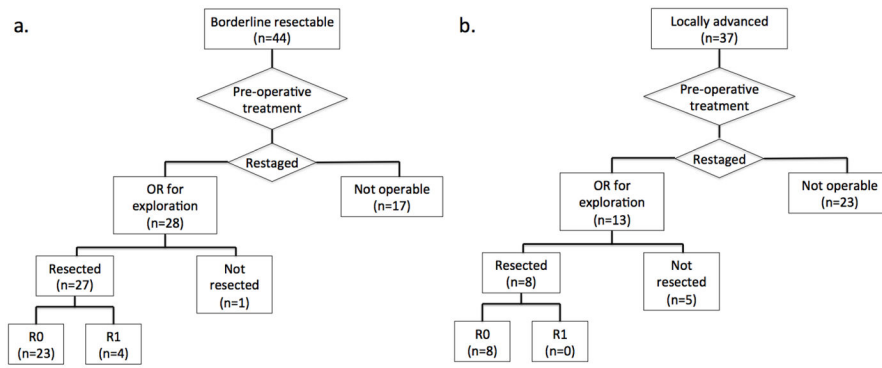 a.
Borderline resectable
(n=44)
Pre-operative
treatment
Restaged
OR for
exploration
(n=28)
Not operable
(n=17)
Resected
(n=27)
Not
resected
(n=1)
R0
(n=23)
R1
(n=4)
b.
Locally advanced
(n=37)
Pre-operative
treatment
Restaged
OR for
exploration
(n=13)
Not operable
(n=23)
Resected
(n=8)
Not
resected
(n=5)
R0
(n=8)
R1
(n=0)